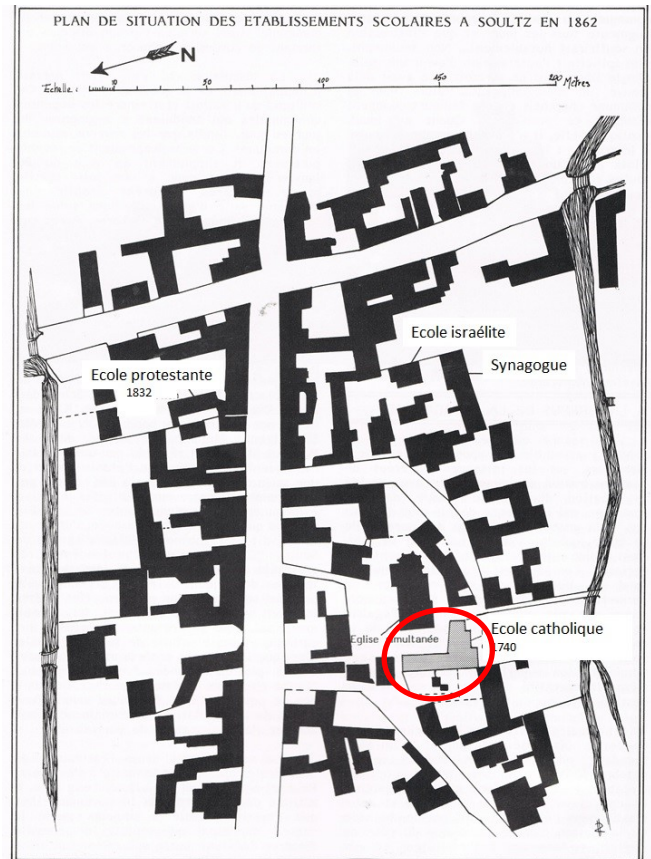 PLAN DE SITUATION DES ETABLISSEMENTS SCOLAIRES A SOULTZ EN 1862
N
Echelle : 10 50 100 150 200 Mètres
Ecole israélite
Synagogue
Ecole protestante
1832
Ecole catholique
1740
Eglise simultanée